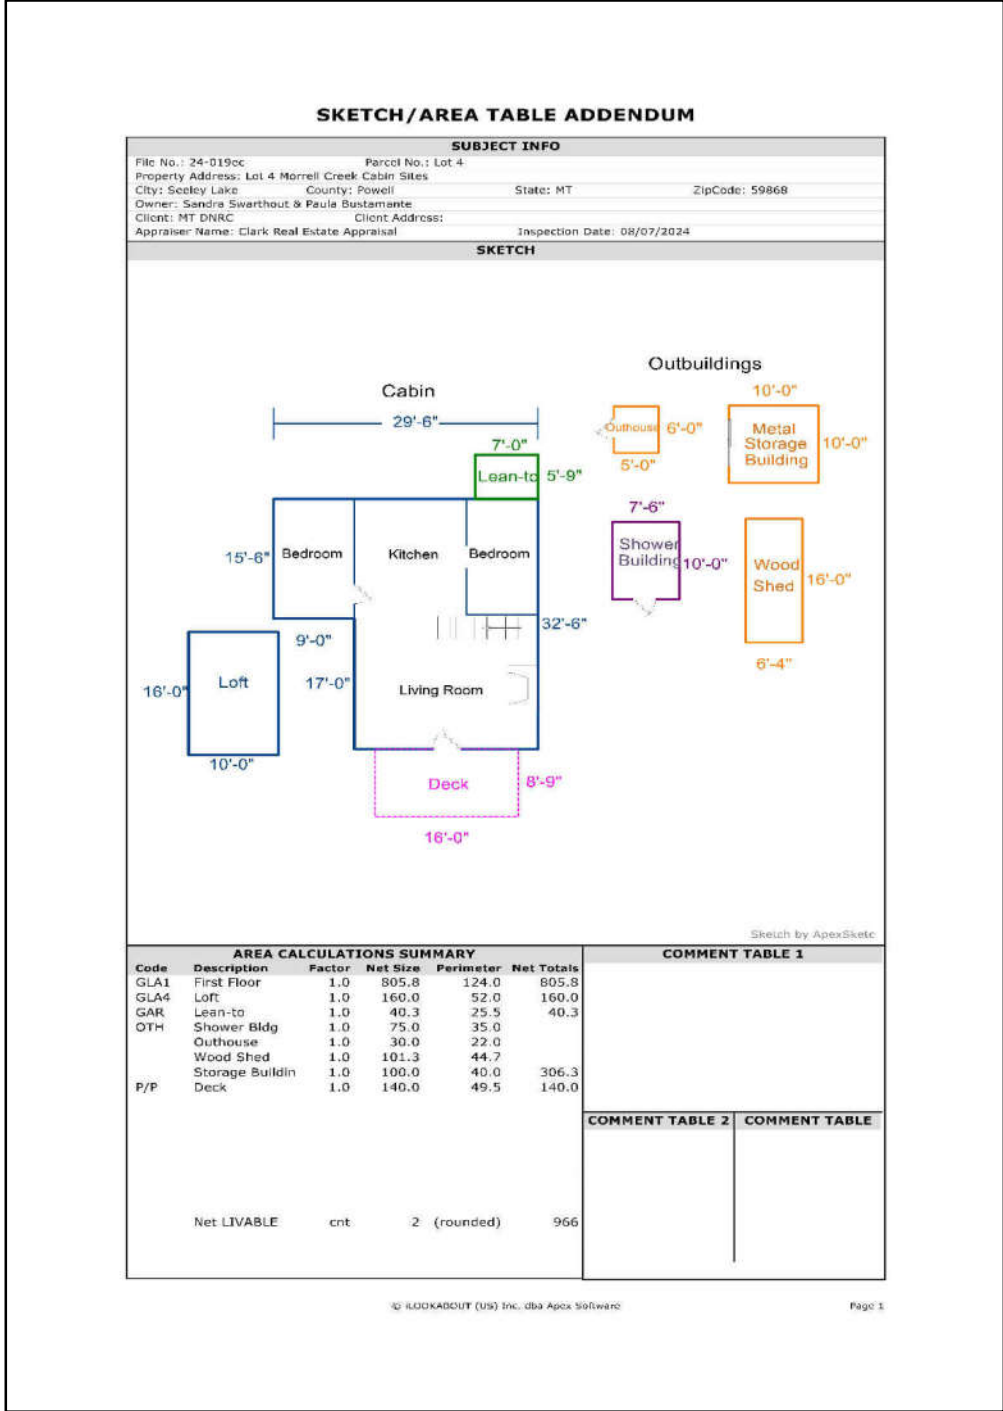 SKETCH/AREA TABLE ADDENDUM
SUBJECT INFO
File No.: 24-019ec Parcel No.: Lot 4
Property Address: Lot 4 Morrell Creek Cabin Sites
City: Seeley Lake County: Powell State: MT ZipCode: 59868
Owner: Sandra Swarthout & Paula Bustamante
Client: MT DNRC Client Address:
Appraiser Name: Clark Real Estate Appraisal Inspection Date: 08/07/2024
SKETCH
Outbuildings
Cabin
10'-0"
29'-6"
Outhouse 6'-0"
Metal
Storage
Building
10'-0"
7'-0"
5'-0"
Lean-to 5'-9"
7'-6"
15'-6"
Bedroom
Kitchen
Bedroom
Shower
Building
10'-0"
Wood
Shed
16'-0"
9'-0"
32'-6"
6'-4"
16'-0"
Loft
17'-0"
Living Room
10'-0"
Deck
8'-9"
16'-0"
Sketch by ApexSketc
AREA CALCULATIONS SUMMARY
Code Description Factor Net Size Perimeter Net Totals
GLA1 First Floor 1.0 805.8 124.0 805.8
GLA4 Loft 1.0 160.0 52.0 160.0
GAR Lean-to 1.0 40.3 25.5 40.3
OTH Shower Bldg 1.0 75.0 35.0
Outhouse 1.0 30.0 22.0
Wood Shed 1.0 101.3 44.7
Storage Buildin 1.0 100.0 40.0 306.3
P/P Deck 1.0 140.0 49.5 140.0
Net LIVABLE cnt 2 (rounded) 966
COMMENT TABLE 1
COMMENT TABLE 2 COMMENT TABLE
© iLOOKABOUT (US) Inc. dba Apex Software Page 1